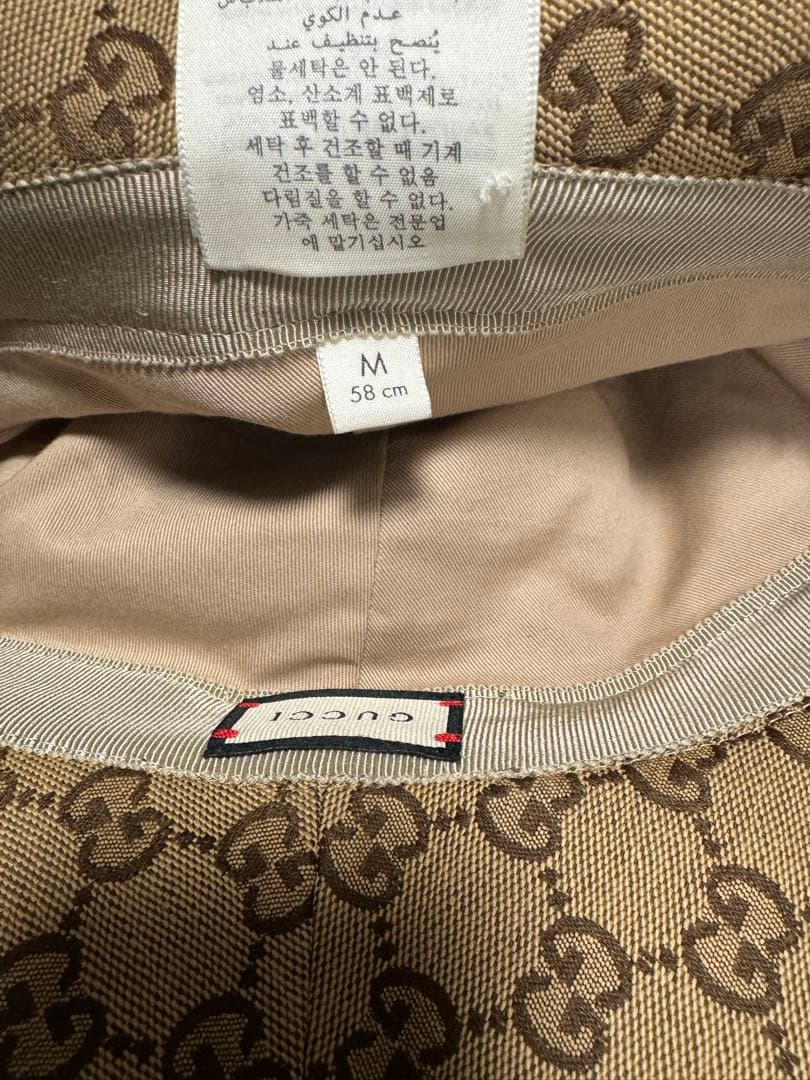 عدم الكوي
يُنصح بتنظيف عند
물세탁은 안 된다.
염소, 산소계 표백제로
표백할 수 없다.
세탁 후 건조할 때 기계
건조를 할 수 없음
다림질을 할 수 없다.
가죽 세탁은 전문업
에 맡기십시오
M
58 cm
GUCCI